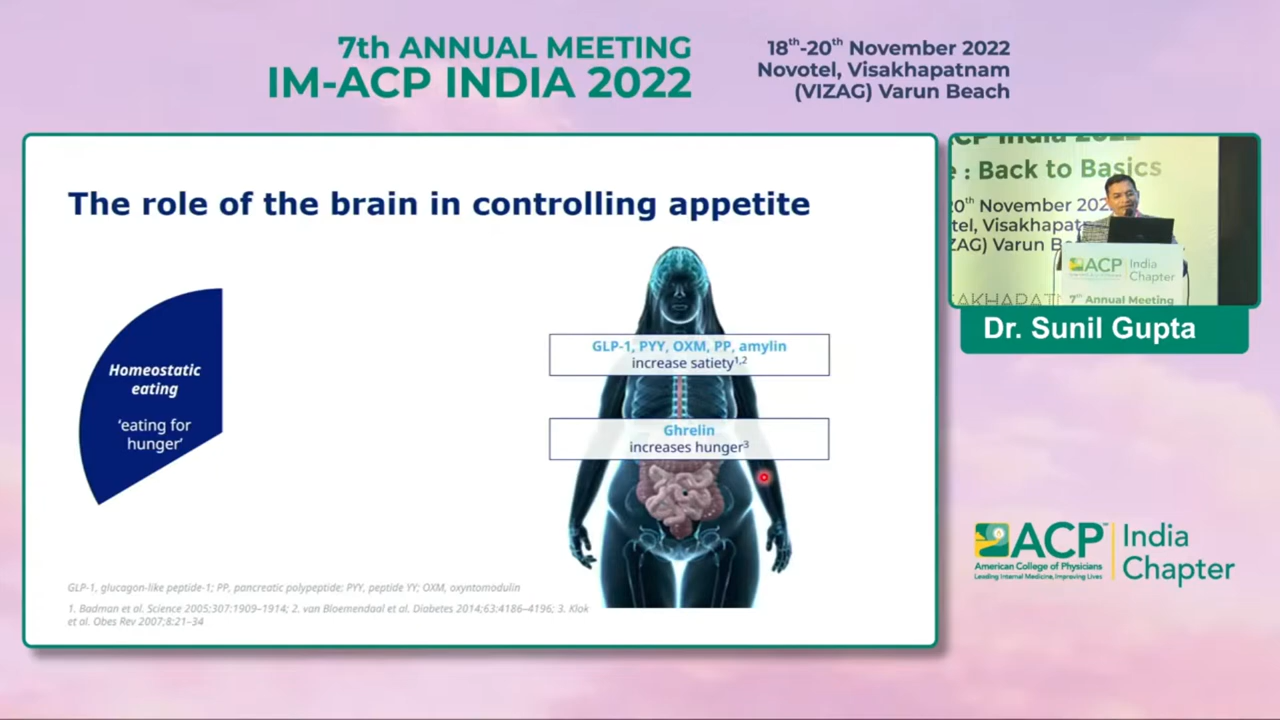 7th ANNUAL MEETING
IM-ACP INDIA 2022
18th-20th November 2022
Novotel, Visakhapatnam
(VIZAG) Varun Beach
The role of the brain in controlling appetite
Homeostatic
eating
‘eating for
hunger’
GLP-1, PYY, OXM, PP, amylin
increase satiety1,2
Ghrelin
increases hunger3
GLP-1, glucagon-like peptide-1; PP, pancreatic polypeptide; PYY, peptide YY; OXM, oxyntomodulin
1. Badman et al. Science 2005;307:1909–1914; 2. van Bloemendaal et al. Diabetes 2014;63:4186–4196; 3. Klok
et al. Obes Rev 2007;8:21–34
ACP India 2022
: Back to Basics
November 202
Visakhapat
ZAG) Varun B
ACP India
Chapter
7th Annual Meeting
Dr. Sunil Gupta
ACP™ India
Chapter
American College of Physicians
Leading Internal Medicine, Improving Lives